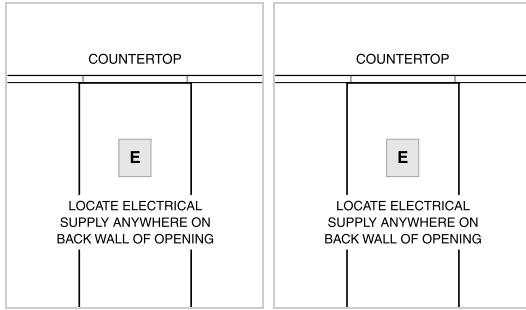 COUNTERTOP
E
LOCATE ELECTRICAL
SUPPLY ANYWHERE ON
BACK WALL OF OPENING
COUNTERTOP
E
LOCATE ELECTRICAL
SUPPLY ANYWHERE ON
BACK WALL OF OPENING